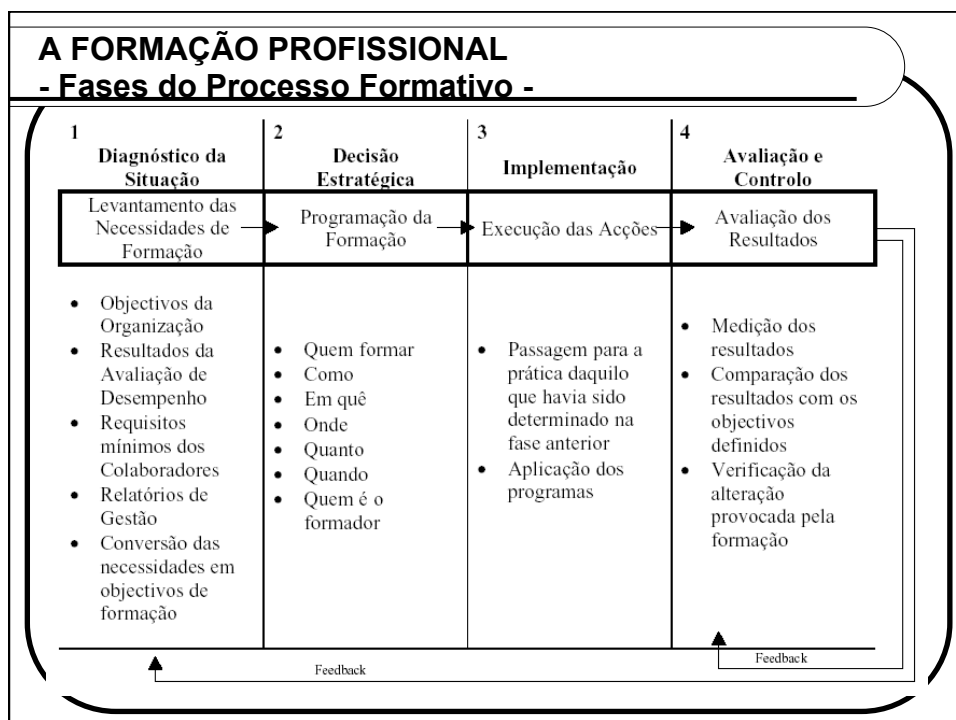 A FORMAÇÃO PROFISSIONAL
- Fases do Processo Formativo -
1
Diagnóstico da
Situação
Levantamento das
Necessidades de
Formação
• Objectivos da
Organização
• Resultados da
Avaliação de
Desempenho
• Requisitos
mínimos dos
Colaboradores
• Relatórios de
Gestão
• Conversão das
necessidades em
objectivos de
formação
2
Decisão
Estratégica
Programação da
Formação
• Quem formar
• Como
• Em quê
• Onde
• Quanto
• Quando
• Quem é o
formador
3
Implementação
Execução das Acções
• Passagem para a
prática daquilo
que havia sido
determinado na
fase anterior
• Aplicação dos
programas
4
Avaliação e
Controlo
Avaliação dos
Resultados
• Medição dos
resultados
• Comparação dos
resultados com os
objectivos
definidos
• Verificação da
alteração
provocada pela
formação
Feedback
Feedback